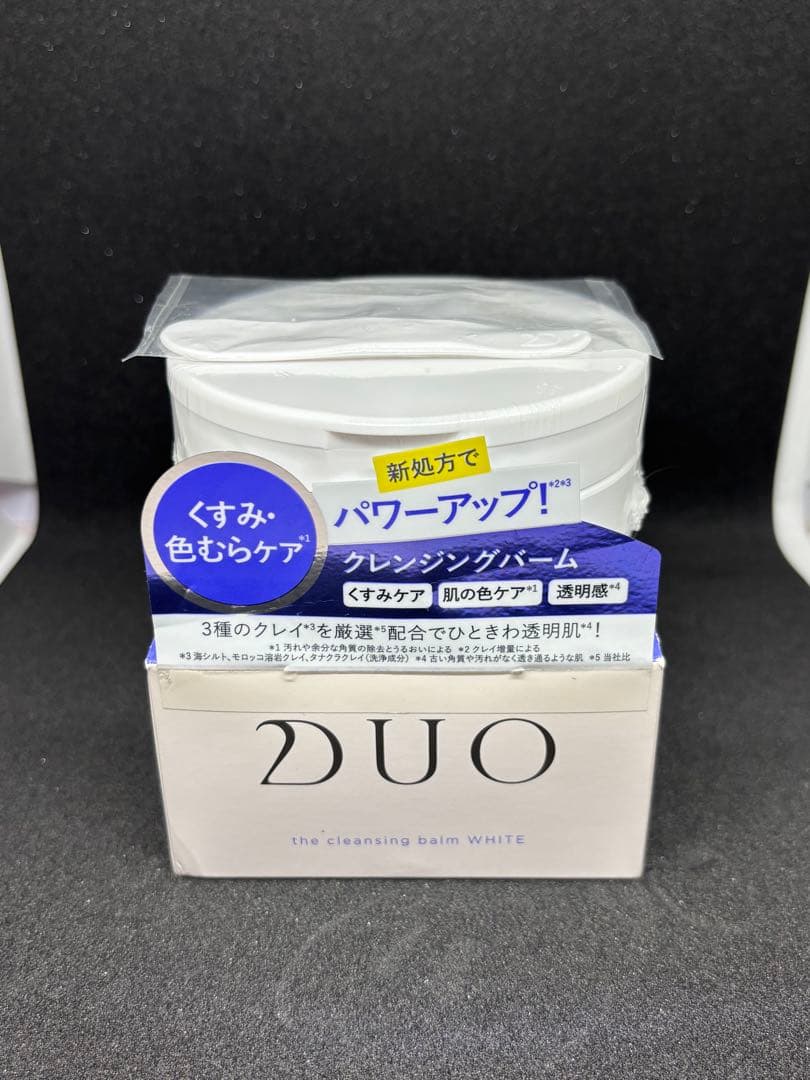 新処方で
パワーアップ!*2*3
くすみ・
色むらケア*1
クレンジングバーム
くすみケア 肌の色ケア*1 透明感*4
3種のクレイ*3を厳選*5配合でひときわ透明肌*4!
*1 汚れや余分な角質の除去とうるおいによる *2 クレイ増量による
*3 海シルト、モロッコ溶岩クレイ、タナクラクレイ(洗浄成分) *4 古い角質や汚れがなく透き通るような肌 *5 当社比
DUO
the cleansing balm WHITE